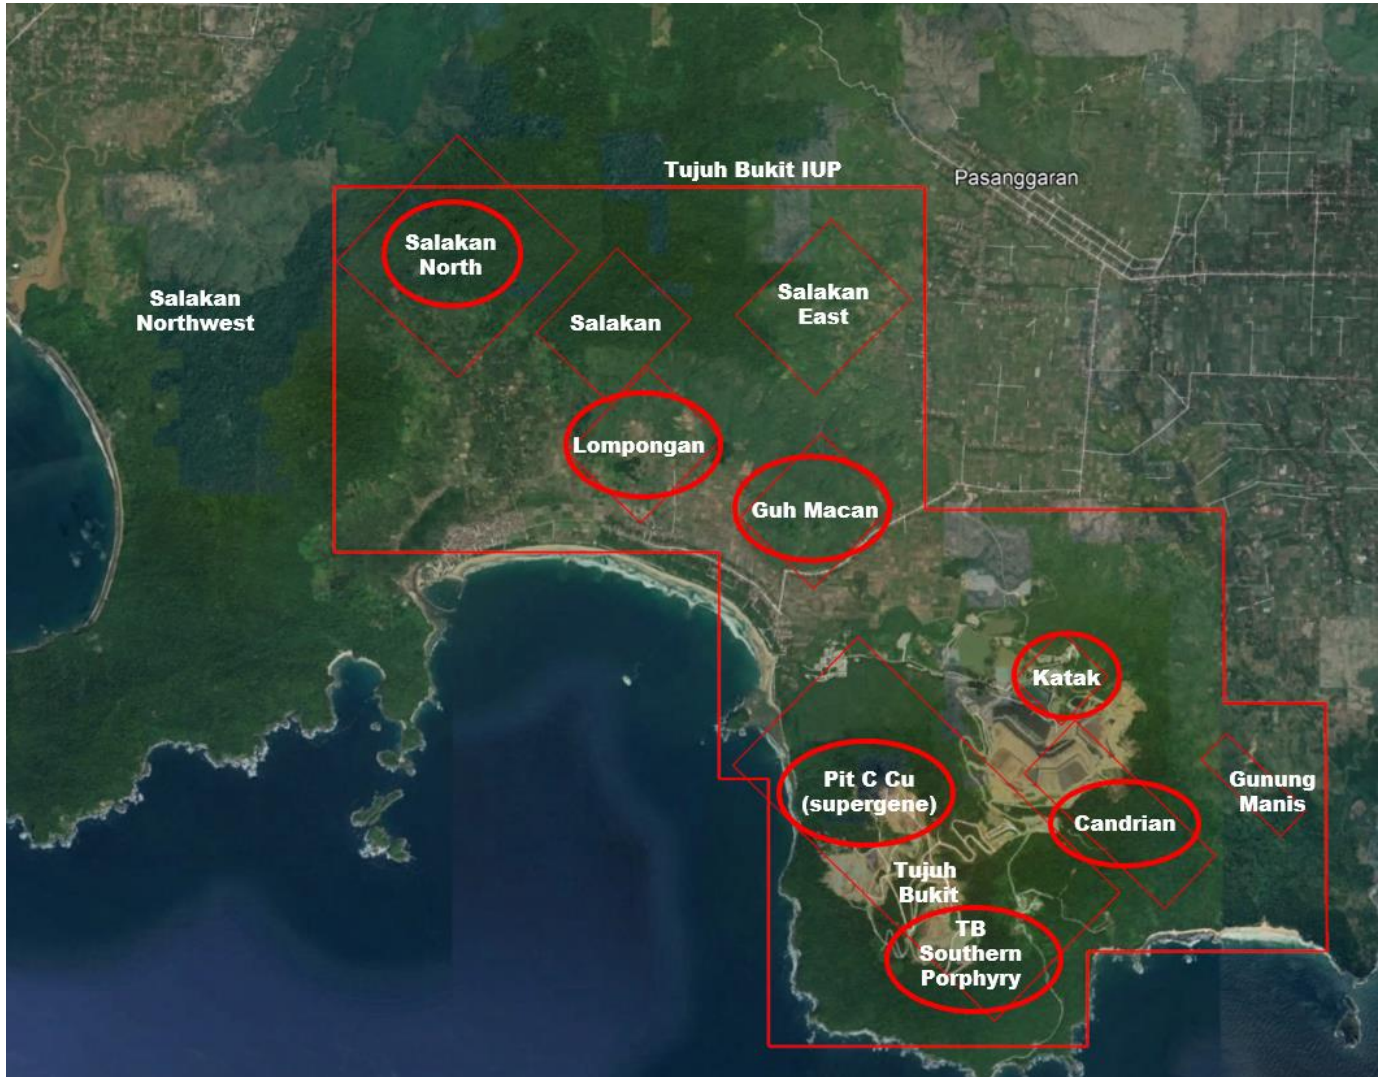 Tujuh Bukit IUP
Pasanggaran
Salakan
North
Salakan
Northwest
Salakan
Salakan
East
Lompongan
Guh Macan
Katak
Pit C Cu
(supergene)
Gunung
Manis
Candrian
Tujuh
Bukit
TB
Southern
Porphyry